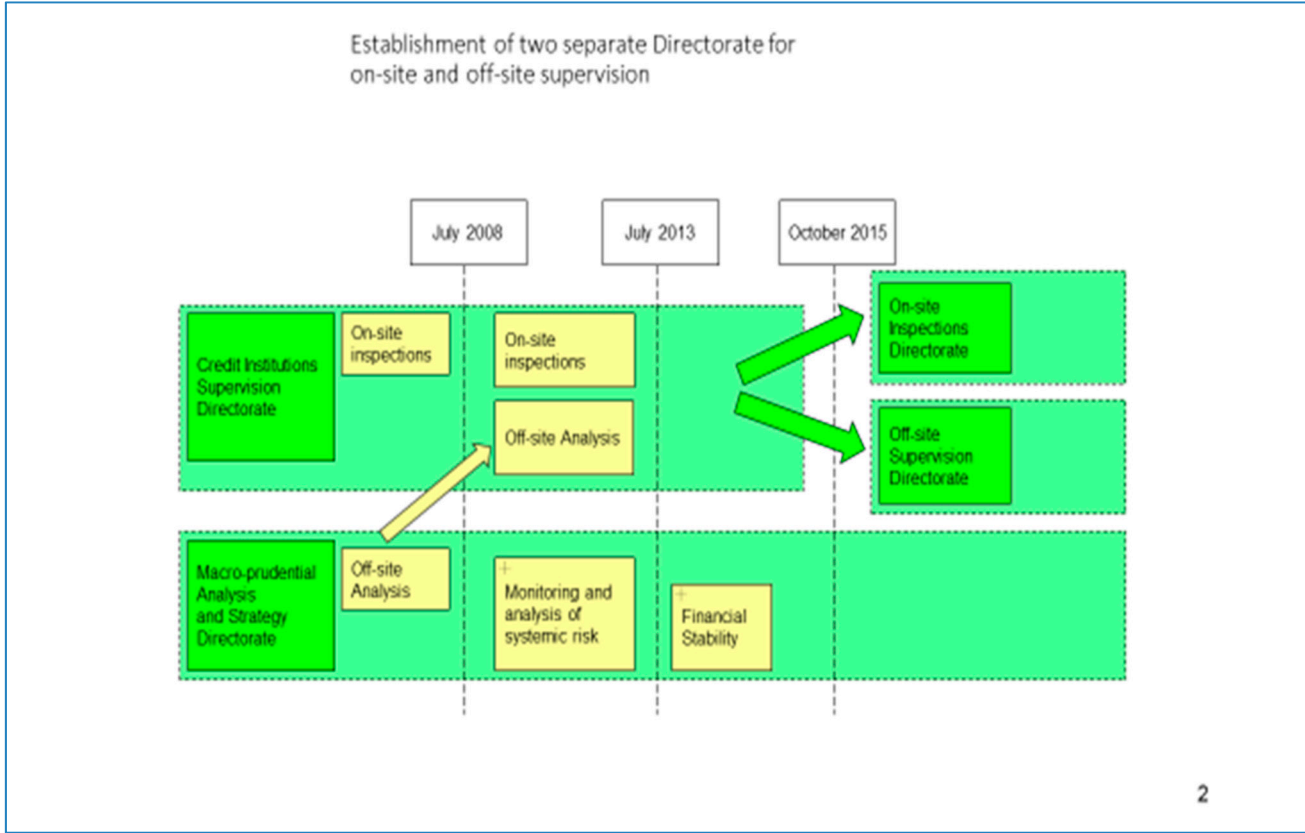 Establishment of two separate Directorate for
on-site and off-site supervision
July 2008
July 2013
October 2015
Credit Institutions
Supervision
Directorate
On-site
inspections
On-site
inspections
Off-site Analysis
On-site
Inspections
Directorate
Off-site
Supervision
Directorate
Macro-prudential
Analysis
and Strategy
Directorate
Off-site
Analysis
+
Monitoring and
analysis of
systemic risk
+
Financial
Stability
2